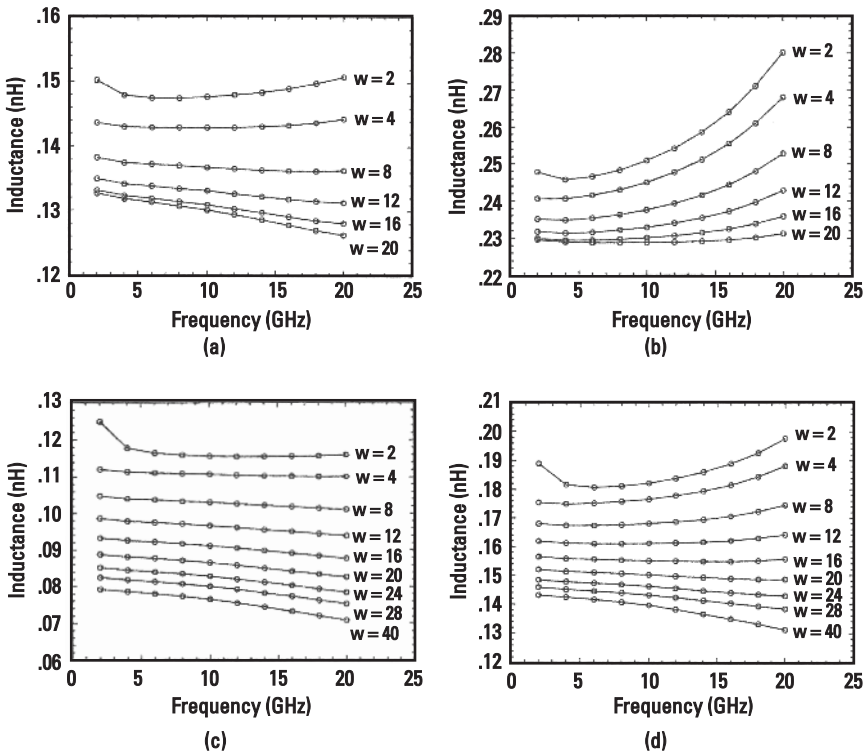 .16
.15
.14
.13
.12
Inductance (nH)
0 5 10 15 20 25
Frequency (GHz)
w = 2
w = 4
w = 8
w = 12
w = 16
w = 20
(a)
.29
.28
.26
.27
.25
.24
.23
.22
Inductance (nH)
0 5 10 15 20 25
Frequency (GHz)
w = 2
w = 4
w = 8
w = 12
w = 16
w = 20
(b)
.13
.12
.11
.10
.09
.08
.07
.06
Inductance (nH)
0 5 10 15 20 25
Frequency (GHz)
w = 2
w = 4
w = 8
w = 12
w = 16
w = 20
w = 24
w = 28
w = 40
(c)
.21
.20
.19
.18
.17
.16
.15
.14
.13
.12
Inductance (nH)
0 5 10 15 20 25
Frequency (GHz)
w = 2
w = 4
w = 8
w = 12
w = 16
w = 20
w = 24
w = 28
w = 40
(d)